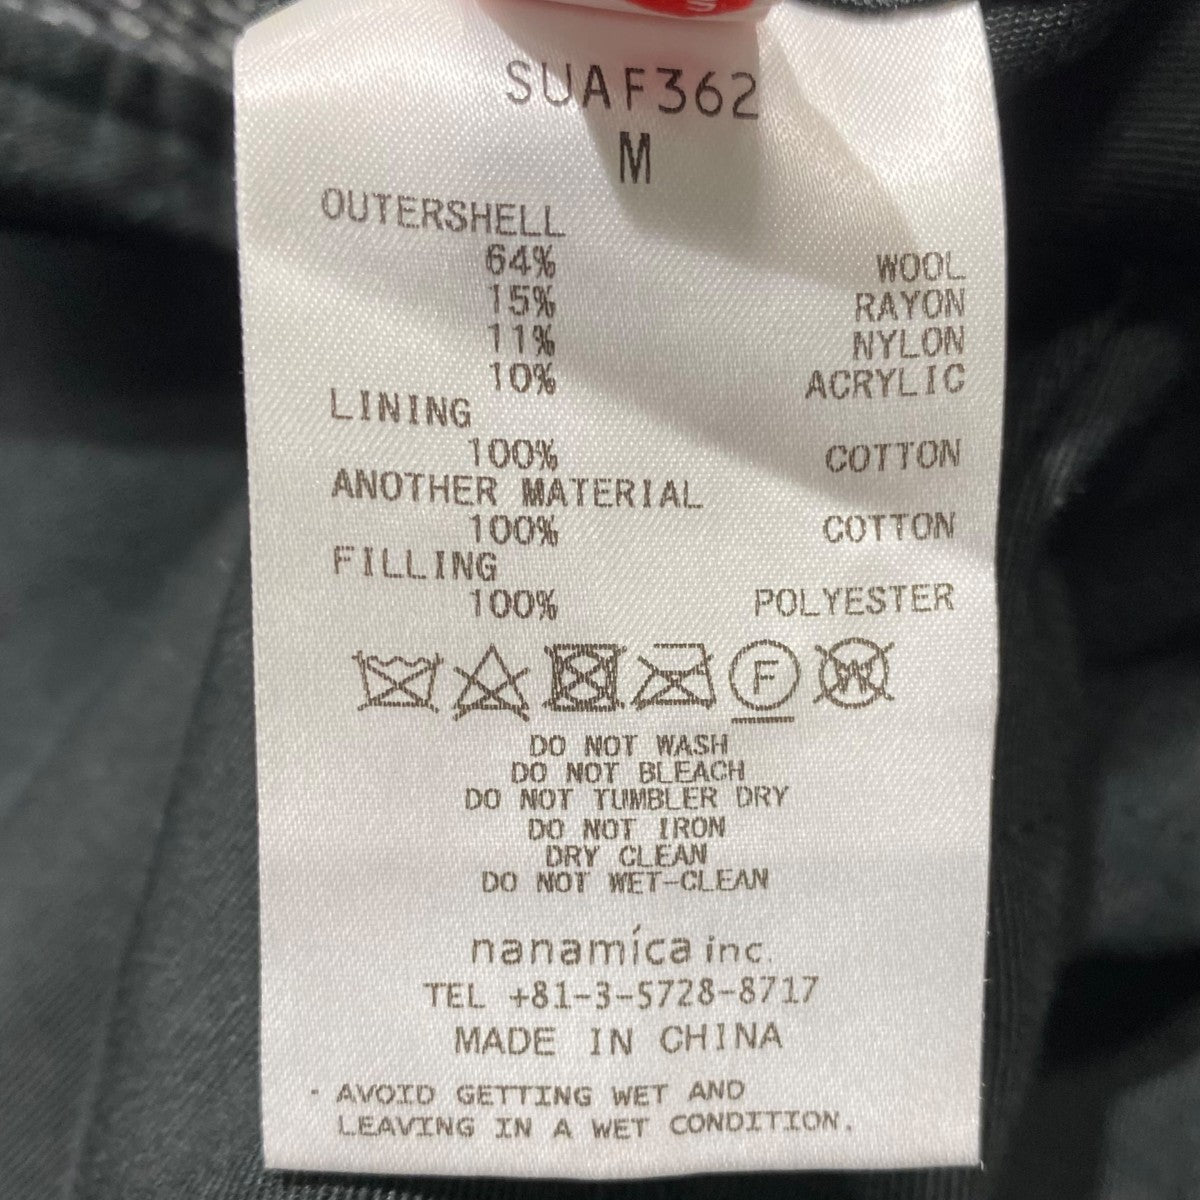 SUAF362
M
OUTERSHELL
64% WOOL
15% RAYON
11% NYLON
10% ACRYLIC
LINING
100% COTTON
ANOTHER MATERIAL
100% COTTON
FILLING
100% POLYESTER
F W
DO NOT WASH
DO NOT BLEACH
DO NOT TUMBLER DRY
DO NOT IRON
DRY CLEAN
DO NOT WET-CLEAN
nanamíca inc.
TEL +81-3-5728-8717
MADE IN CHINA
· AVOID GETTING WET AND
LEAVING IN A WET CONDITION.